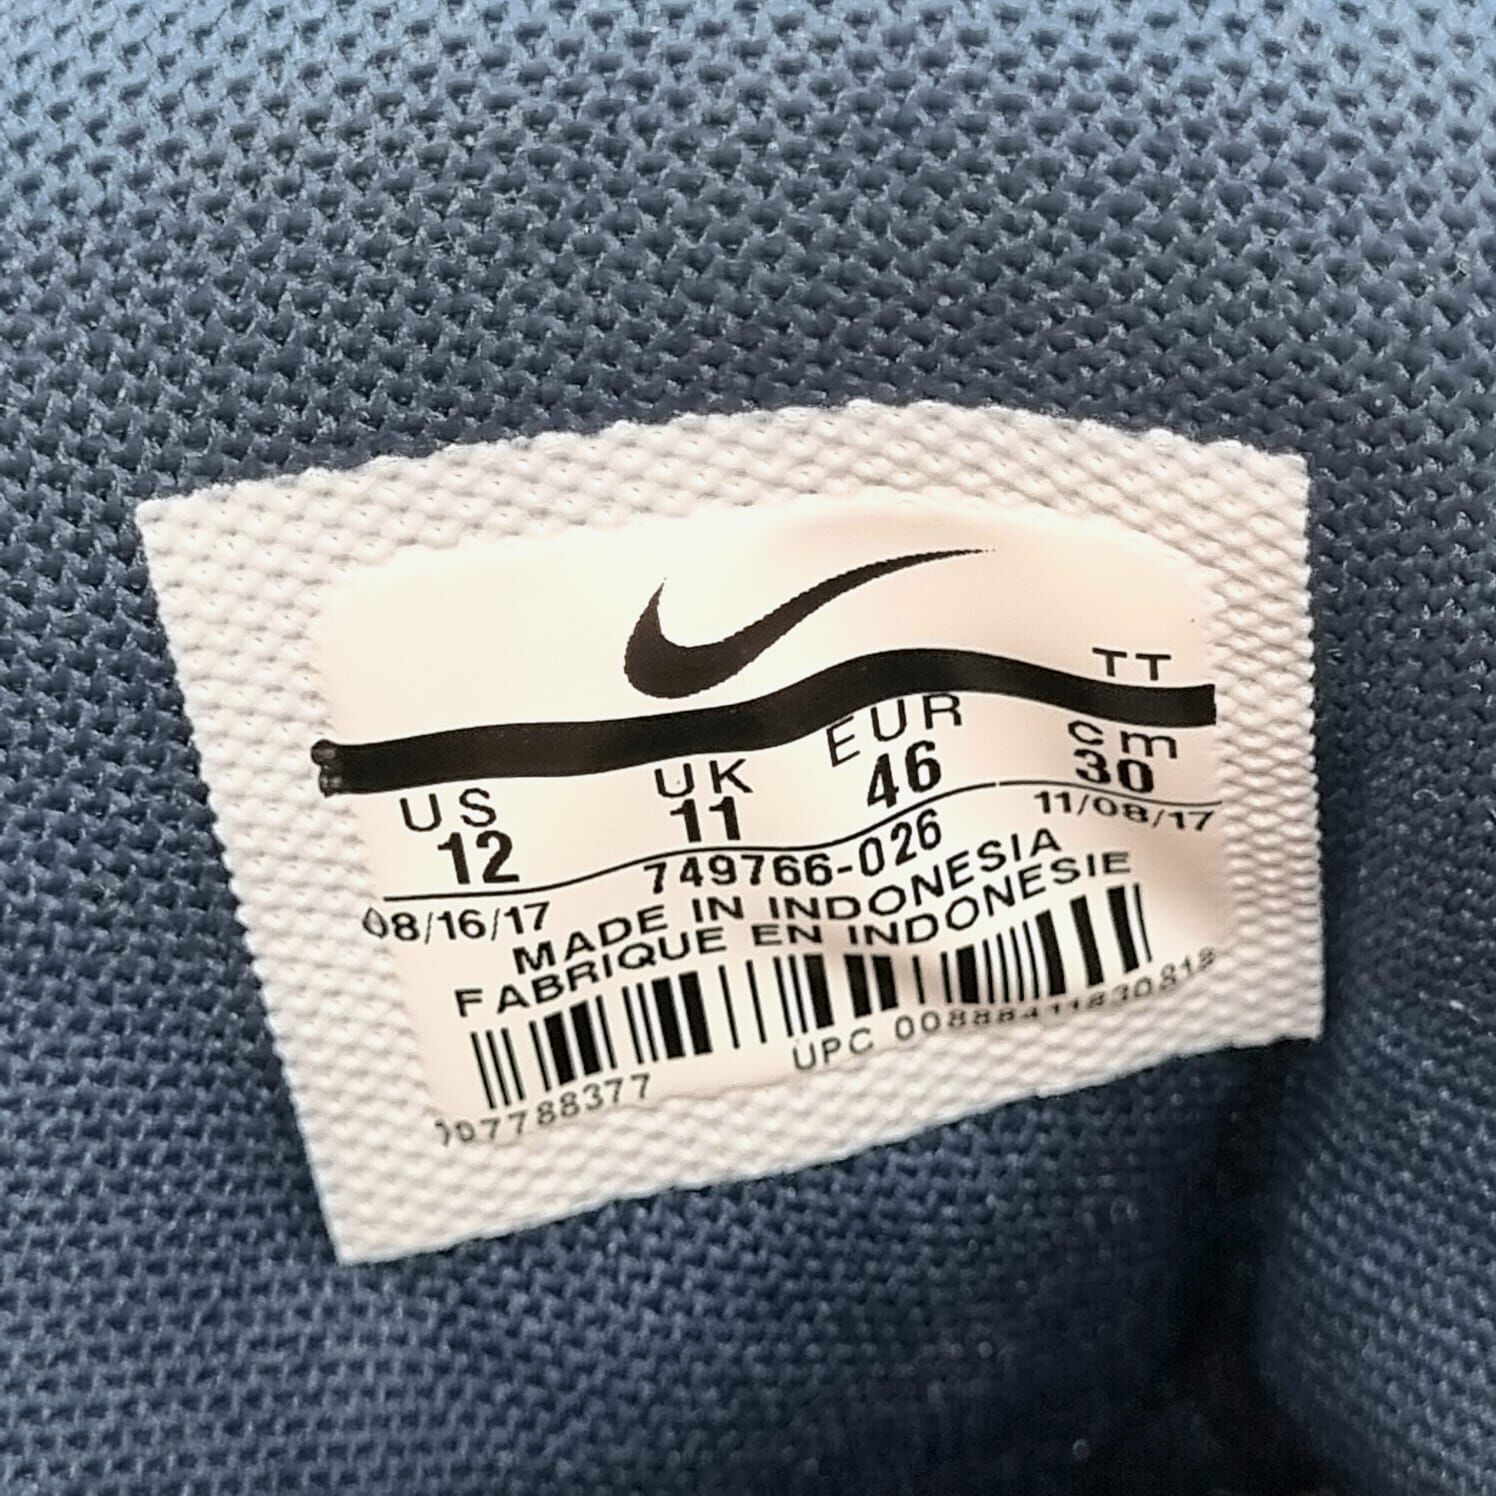 TT
US UK EUR cm
12 11 46 30
08/16/17 749766-026 11/08/17
MADE IN INDONESIA
FABRIQUE EN INDONESIE
UPC 00888411830818